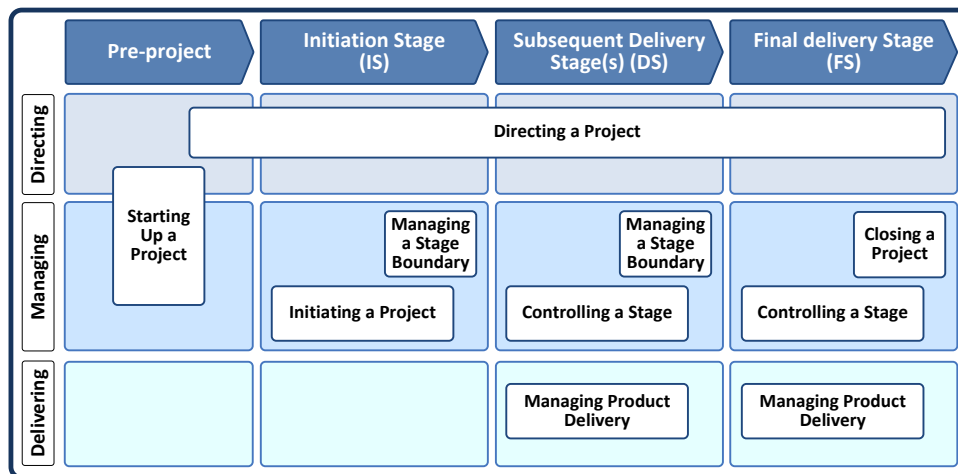 Pre-project
Initiation Stage
(IS)
Subsequent Delivery
Stage(s) (DS)
Final delivery Stage
(FS)
Directing
Directing a Project
Managing
Starting
Up a
Project
Managing
a Stage
Boundary
Initiating a Project
Managing
a Stage
Boundary
Controlling a Stage
Closing a
Project
Controlling a Stage
Delivering
Managing Product
Delivery
Managing Product
Delivery